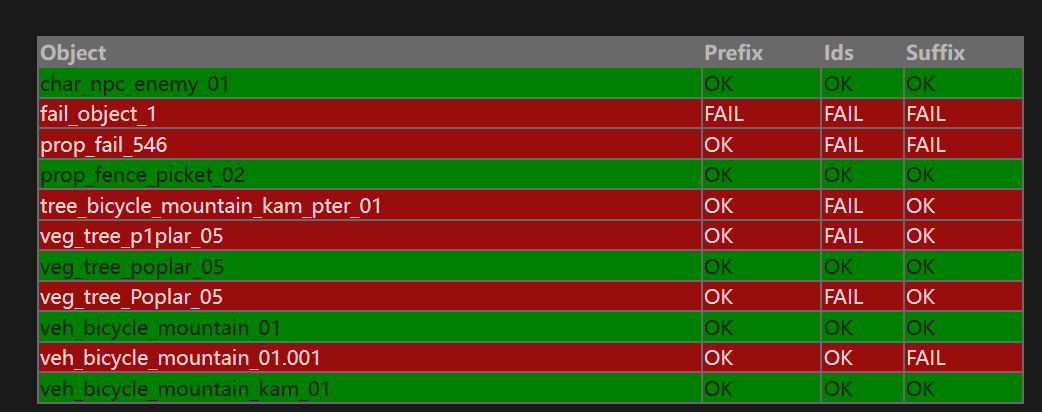 Object Prefix Ids Suffix
char_npc_enemy_01 OK OK OK
fail_object_1 FAIL FAIL FAIL
prop_fail_546 OK FAIL FAIL
prop_fence_picket_02 OK OK OK
tree_bicycle_mountain_kam_pter_01 OK FAIL OK
veg_tree_p1plar_05 OK FAIL OK
veg_tree_poplar_05 OK OK OK
veg_tree_Poplar_05 OK FAIL OK
veh_bicycle_mountain_01 OK OK OK
veh_bicycle_mountain_01.001 OK OK FAIL
veh_bicycle_mountain_kam_01 OK OK OK